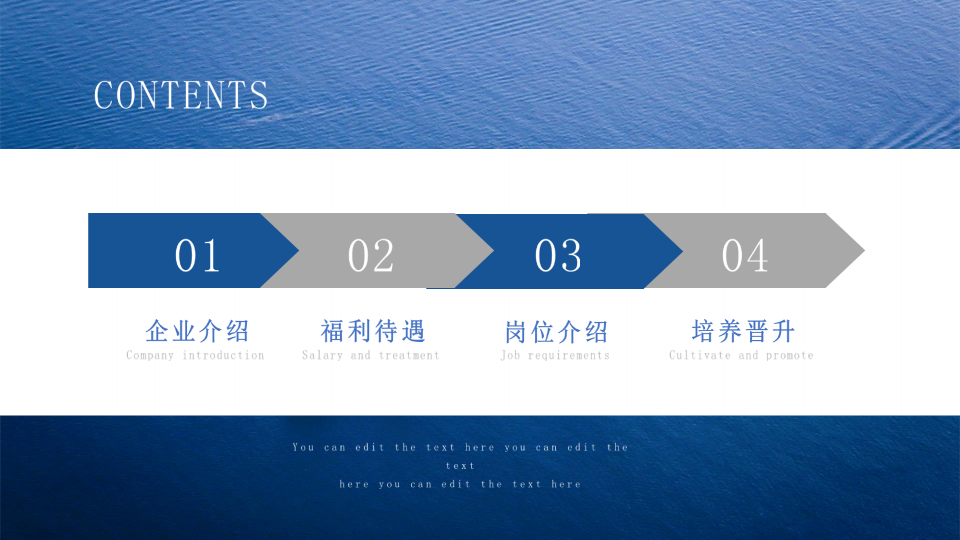 CONTENTS
01
02
03
04
企业介绍
福利待遇
岗位介绍
培养晋升
Company introduction
Salary and treatment
Job requirements
Cultivate and promote
You can edit the text here you can edit the
text
here you can edit the text here